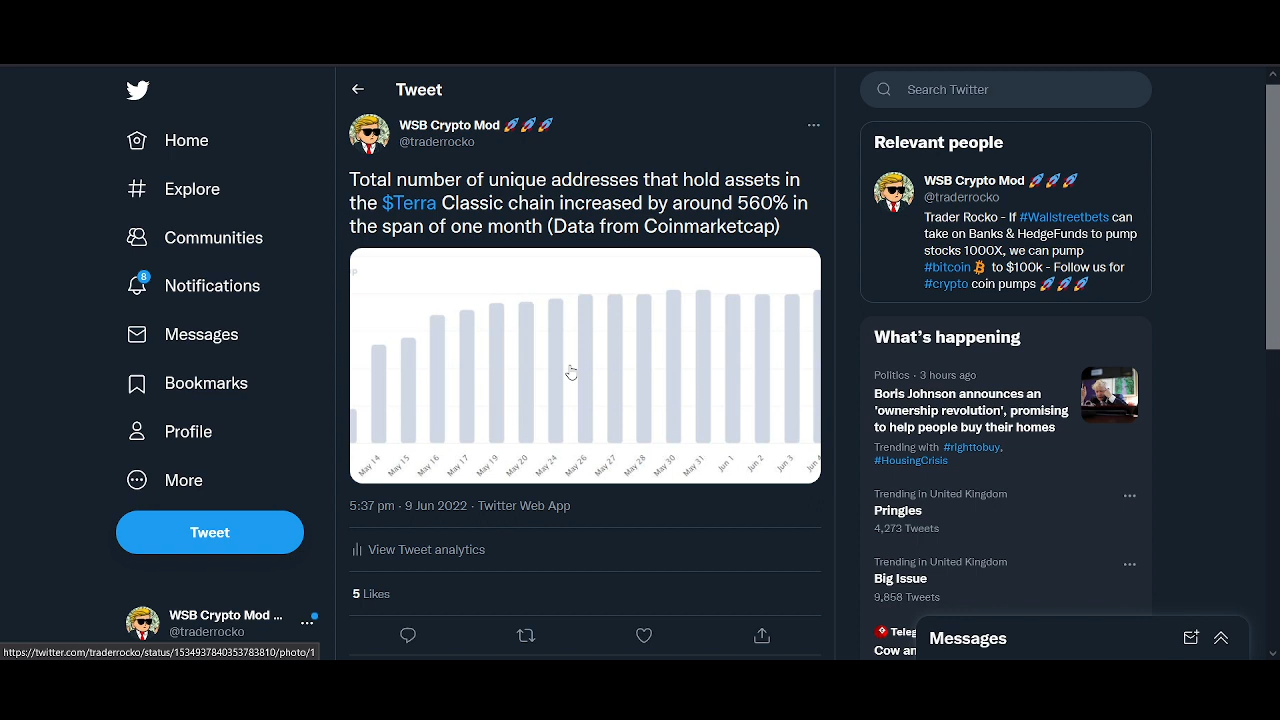 Home
Explore
Communities
8
Notifications
Messages
Bookmarks
Profile
More
Tweet
WSB Crypto Mod ...
@traderrocko
https://twitter.com/traderrocko/status/1534937840353783810/photo/1
Tweet
WSB Crypto Mod 🚀🚀🚀
@traderrocko
Total number of unique addresses that hold assets in
the $Terra Classic chain increased by around 560% in
the span of one month (Data from Coinmarketcap)
May 14
May 15
May 16
May 17
May 19
May 20
May 24
May 26
May 27
May 28
May 30
May 31
Jun 1
Jun 2
Jun 3
Jun 4
5:37 pm · 9 Jun 2022 · Twitter Web App
View Tweet analytics
5 Likes
Search Twitter
Relevant people
WSB Crypto Mod 🚀🚀🚀
@traderrocko
Trader Rocko - If #Wallstreetbets can
take on Banks & HedgeFunds to pump
stocks 1000X, we can pump
#bitcoin to $100k - Follow us for
#crypto coin pumps 🚀🚀🚀
What's happening
Politics · 3 hours ago
Boris Johnson announces an
'ownership revolution', promising
to help people buy their homes
Trending with #righttobuy,
#HousingCrisis
Trending in United Kingdom
Pringles
4,273 Tweets
Trending in United Kingdom
Big Issue
9,858 Tweets
Teleg
Cow an
Messages